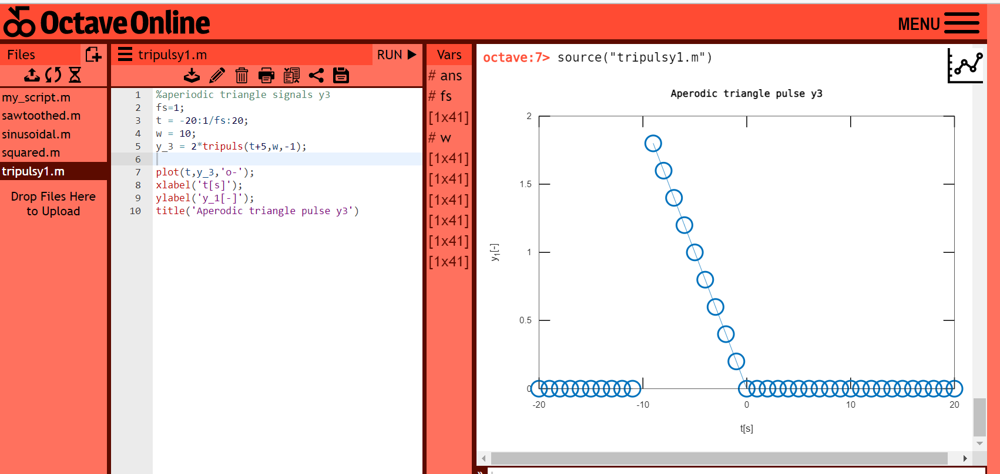 Octave Online
MENU
Files
tripulsy1.m
RUN
Vars
my_script.m
sawtoothed.m
sinusoidal.m
squared.m
tripulsy1.m
Drop Files Here
to Upload
1 %aperiodic triangle signals y3
2 fs=1;
3 t = -20:1/fs:20;
4 w = 10;
5 y_3 = 2*tripuls(t+5,w,-1);
6
7 plot(t,y_3,'o-');
8 xlabel('t[s]');
9 ylabel('y_1[-]');
10 title('Aperodic triangle pulse y3')
# ans
# fs
[1x41]
# w
[1x41]
[1x41]
[1x41]
[1x41]
[1x41]
[1x41]
octave:7> source("tripulsy1.m")
Aperodic triangle pulse y3
2
1.5
1
0.5
0
y1[-]
-20 -10 0 10 20
t[s]
»